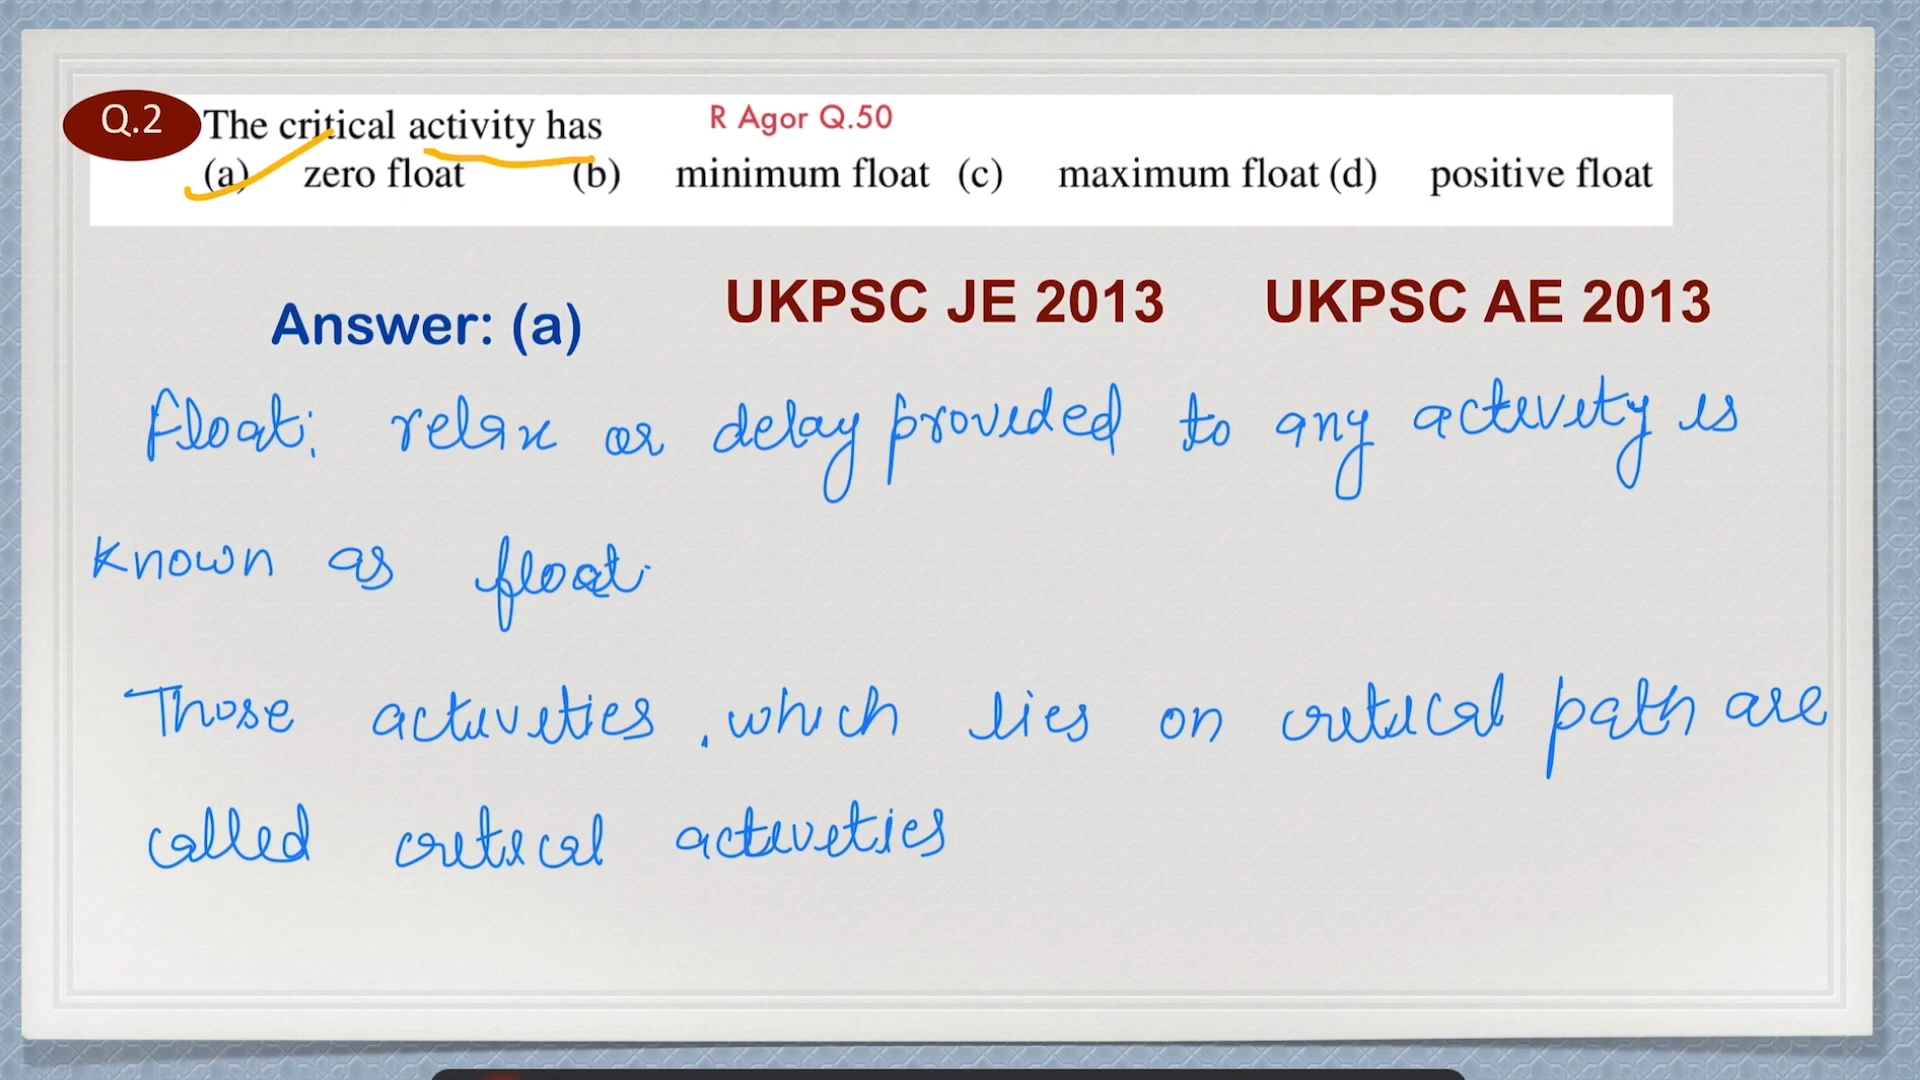 Q.2 The critical activity has R Agor Q.50
(a) zero float (b) minimum float (c) maximum float (d) positive float
Answer: (a) UKPSC JE 2013 UKPSC AE 2013
Float: relax or delay provided to any activity is
Known as float.
Those activities, which lies on critical path are
called critical activities